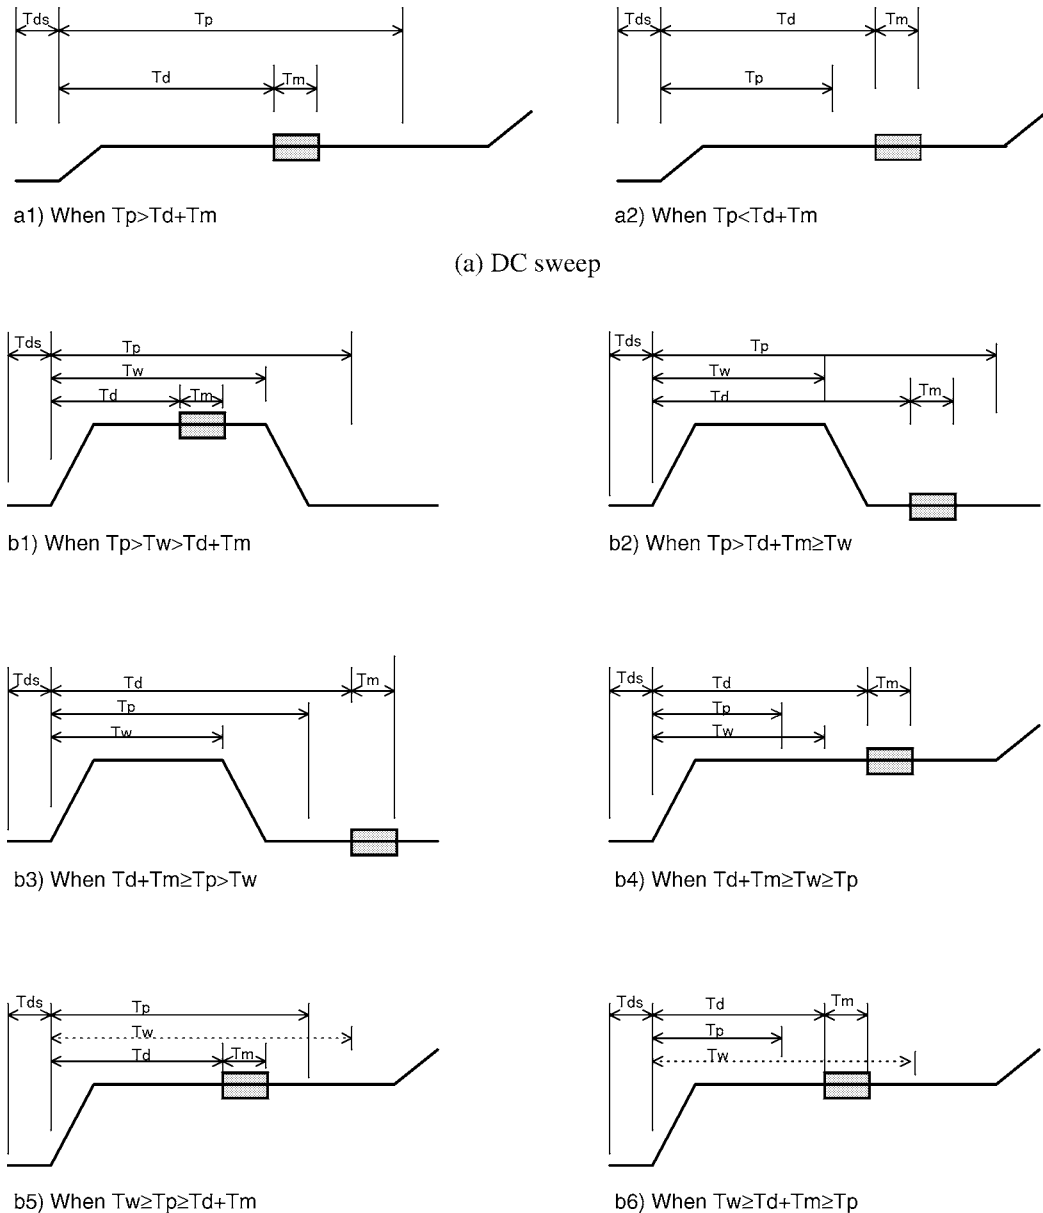 Tds Tp
Td Tm
a1) When Tp>Td+Tm
Tds Td Tm
Tp
a2) When Tp<Td+Tm
(a) DC sweep
Tds Tp
Tw
Td Tm
b1) When Tp>Tw>Td+Tm
Tds Tp
Tw
Td Tm
b2) When Tp>Td+Tm≥Tw
Tds Td Tm
Tp
Tw
b3) When Td+Tm≥Tp>Tw
Tds Td Tm
Tp
Tw
b4) When Td+Tm≥Tw≥Tp
Tds Tp
Tw
Td Tm
b5) When Tw≥Tp≥Td+Tm
Tds Td Tm
Tp
Tw
b6) When Tw≥Td+Tm≥Tp